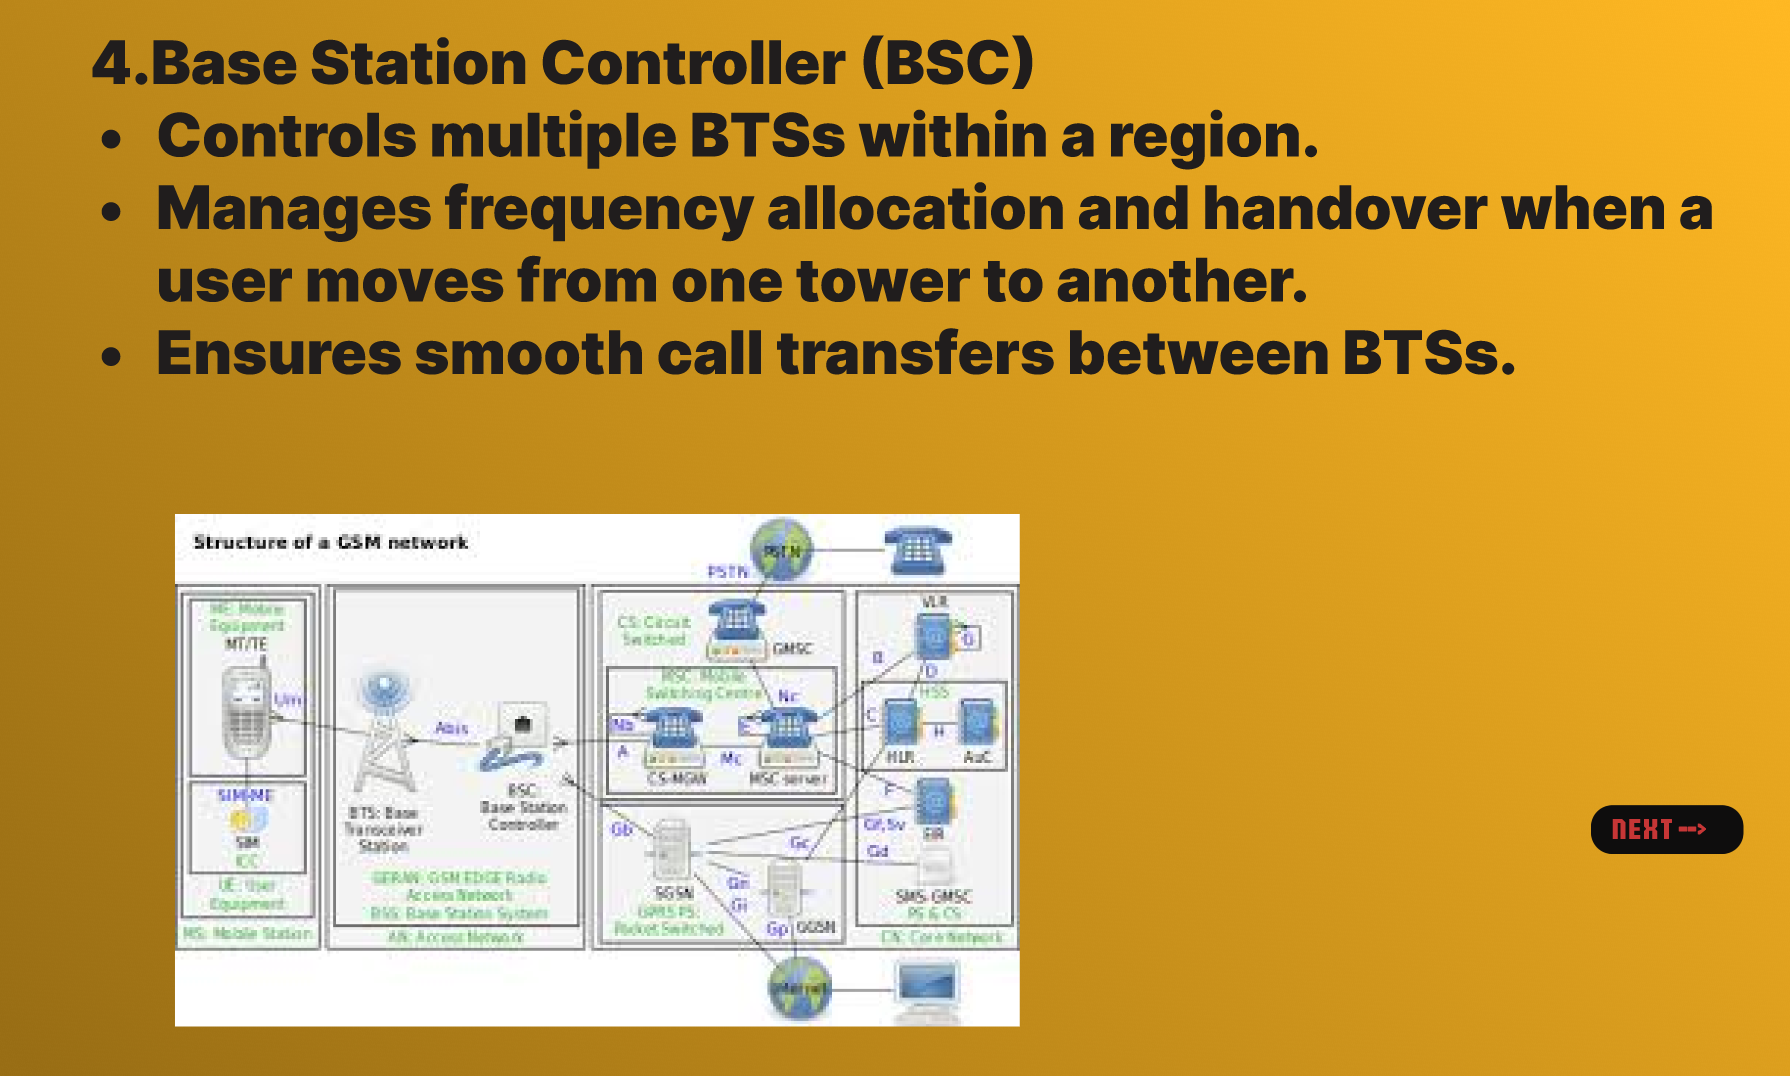 4.Base Station Controller (BSC)
• Controls multiple BTSs within a region.
• Manages frequency allocation and handover when a
user moves from one tower to another.
• Ensures smooth call transfers between BTSs.
Structure of a GSM network
PSTN
PSTN
ME: Mobile
Equipment
MT/TE
Um
SIM-ME
SIM
ICC
UE: User
Equipment
MS: Mobile Station
Abis
BTS: Base
Transceiver
Station
BSC:
Base Station
Controller
GERAN: GSM EDGE Radio
Access Network
BSS: Base Station System
AN: Access Network
CS: Circuit
Switched
GMSC
MSC: Mobile
Switching Centre
Nc
Nb
E
A
Mc
CS-MGW
MSC server
Gb
SGSN
GPRS PS:
Packet Switched
Gc
Gn
Gi
Gp
GGSN
VLR
G
B
D
HSS
C
H
HLR
AuC
F
Gf,Sv
EIR
Gd
SMS-GMSC
PS & CS
CN: Core Network
Internet
NEXT -->